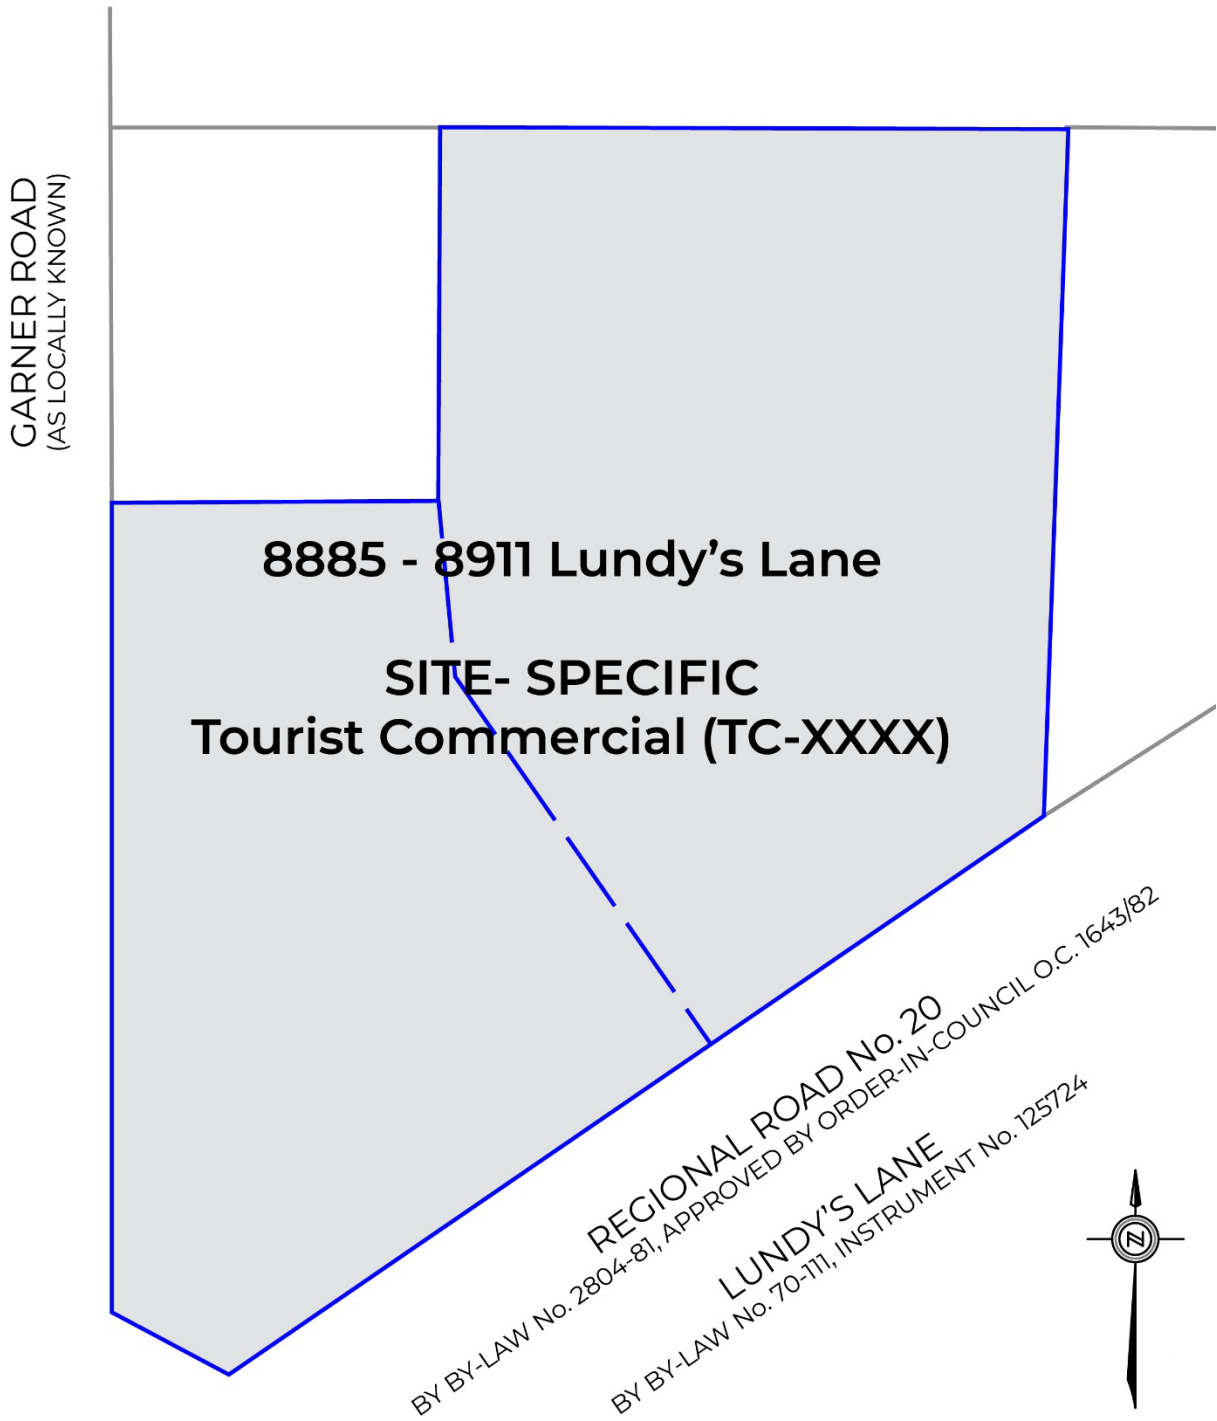 GARNER ROAD
(AS LOCALLY KNOWN)
8885 - 8911 Lundy’s Lane
SITE- SPECIFIC
Tourist Commercial (TC-XXXX)
REGIONAL ROAD No. 20
BY BY-LAW No. 2804-81, APPROVED BY ORDER-IN-COUNCIL O.C. 1643/82
LUNDY’S LANE
BY BY-LAW No. 70-111, INSTRUMENT No. 125724
N